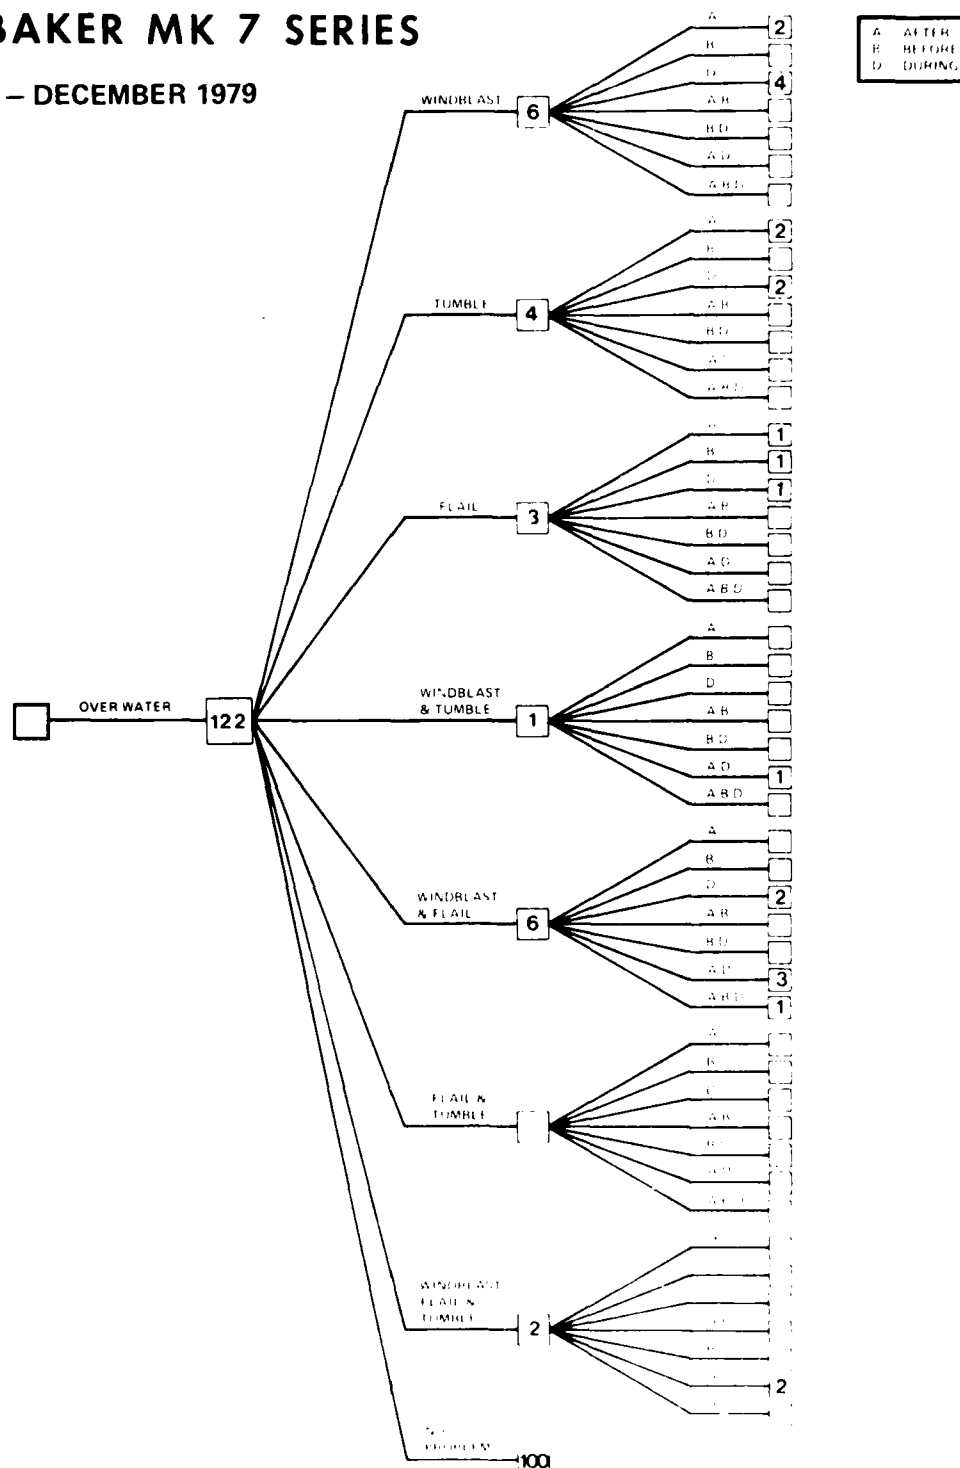 BAKER MK 7 SERIES
– DECEMBER 1979
A AFTER
B BEFORE
D DURING
WINDBLAST
6
A 2
B
D 4
A B
B D
A D
A B D
TUMBLE
4
A 2
B
D 2
A B
B D
A
A B D
FLAIL
3
1
B 1
D 1
A B
B D
A D
A B D
OVER WATER
122
WINDBLAST
& TUMBLE
1
A
B
D
A B
B D
A D 1
A B D
WINDBLAST
& FLAIL
6
A
B
D 2
A B
B D
A D 3
A B D 1
FLAIL &
TUMBLE
A
B
A B
WINDBLAST
FLAIL &
TUMBLE
2
2
PROBLEM
100